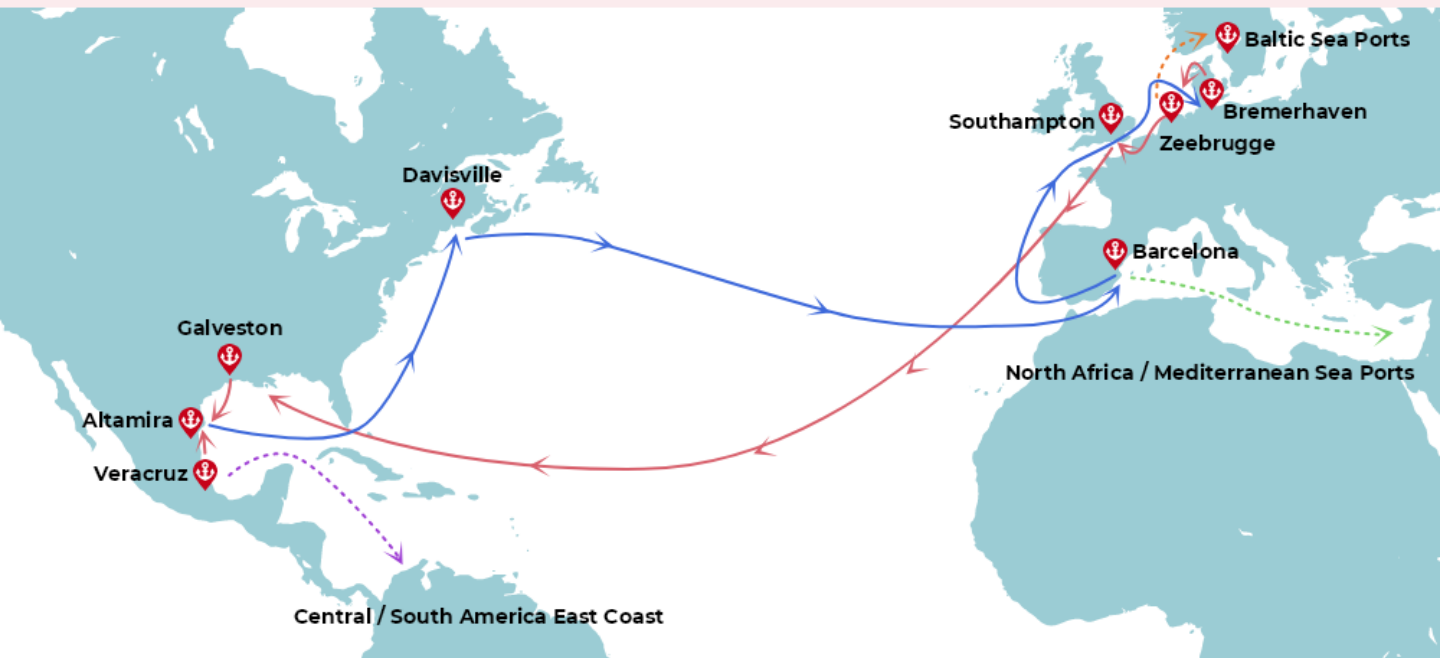 Baltic Sea Ports
Bremerhaven
Southampton
Zeebrugge
Davisville
Barcelona
Galveston
North Africa / Mediterranean Sea Ports
Altamira
Veracruz
Central / South America East Coast